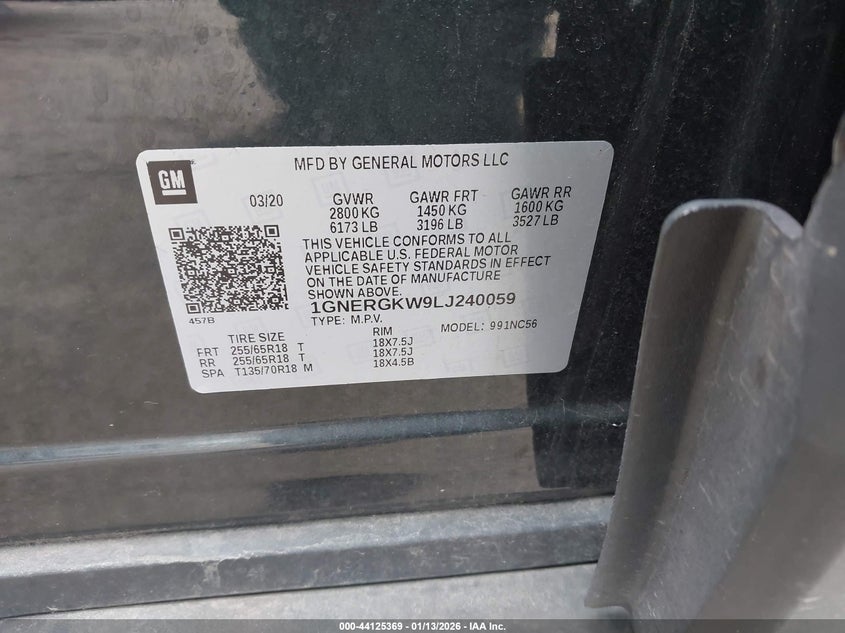 GM
MFD BY GENERAL MOTORS LLC
03/20 GVWR GAWR FRT GAWR RR
2800 KG 1450 KG 1600 KG
6173 LB 3196 LB 3527 LB
THIS VEHICLE CONFORMS TO ALL
APPLICABLE U.S. FEDERAL MOTOR
VEHICLE SAFETY STANDARDS IN EFFECT
ON THE DATE OF MANUFACTURE
SHOWN ABOVE.
1GNERGKW9LJ240059
457B
TYPE: M.P.V. MODEL: 991NC56
TIRE SIZE RIM
FRT 255/65R18 T 18X7.5J
RR 255/65R18 T 18X7.5J
SPA T135/70R18 M 18X4.5B
000-44125369 - 01/13/2026 - IAA Inc.